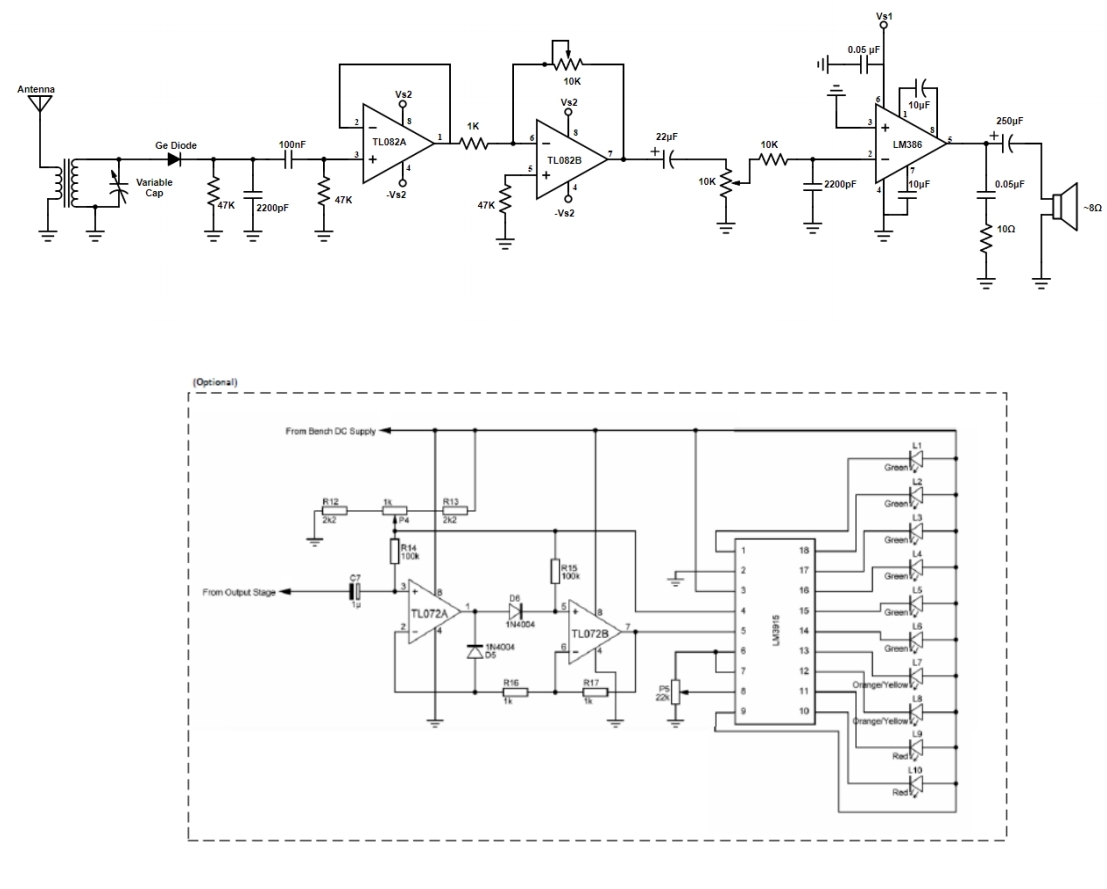 Antenna
Ge Diode
Variable
Cap
47K
2200pF
100nF
47K
2
3
Vs2
8
TL082A
1
4
-Vs2
1K
10K
Vs2
8
6
5
TL082B
7
4
-Vs2
47K
22µF
+
10K
10K
2200pF
Vs1
0.05 µF
6
1
10µF
8
3
LM386
5
2
7
4
10µF
250µF
+
0.05µF
10Ω
~8Ω
(Optional)
From Bench DC Supply
R12
2k2
1k
P4
R13
2k2
R14
100k
R15
100k
From Output Stage
C7
1µ
3
8
TL072A
1
2
4
D6
1N4004
1N4004
D5
5
8
TL072B
7
6
4
R16
1k
R17
1k
P5
22k
LM3915
1
2
3
4
5
6
7
8
9
18
17
16
15
14
13
12
11
10
L1
Green
L2
Green
L3
Green
L4
Green
L5
Green
L6
Green
L7
Orange/Yellow
L8
Orange/Yellow
L9
Red
L10
Red